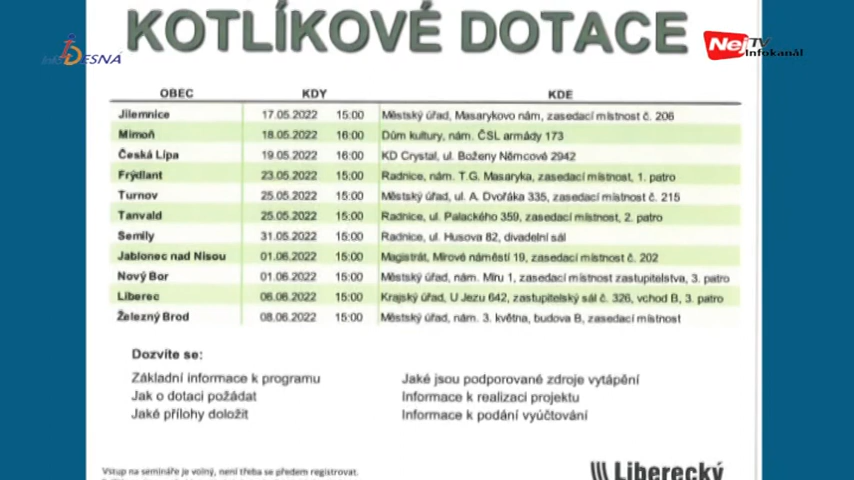 KOTLÍKOVÉ DOTACE
DESNÁ
NejTV
Infokanál
OBEC KDY KDE
Jilemnice 17.05.2022 15:00 Městský úřad, Masarykovo nám, zasedací místnost č. 206
Mimoň 18.05.2022 16:00 Dům kultury, nám. ČSL armády 173
Česká Lípa 19.05.2022 16:00 KD Crystal, ul. Boženy Němcové 2942
Frýdlant 23.05.2022 15:00 Radnice, nám. T.G. Masaryka, zasedací místnost, 1. patro
Turnov 25.05.2022 15:00 Městský úřad, ul. A. Dvořáka 335, zasedací místnost č. 215
Tanvald 25.05.2022 15:00 Radnice, ul. Palackého 359, zasedací místnost, 2. patro
Semily 31.05.2022 15:00 Radnice, ul. Husova 82, divadelní sál
Jablonec nad Nisou 01.06.2022 15:00 Magistrát, Mírové náměstí 19, zasedací místnost č. 202
Nový Bor 01.06.2022 15:00 Městský úřad, nám. Míru 1, zasedací místnost zastupitelstva, 3. patro
Liberec 06.06.2022 15:00 Krajský úřad, U Jezu 642, zastupitelský sál č. 326, vchod B, 3. patro
Železný Brod 08.06.2022 15:00 Městský úřad, nám. 3. května, budova B, zasedací místnost
Dozvíte se:
Základní informace k programu
Jak o dotaci požádat
Jaké přílohy doložit
Jaké jsou podporované zdroje vytápění
Informace k realizaci projektu
Informace k podání vyúčtování
Vstup na semináře je volný, není třeba se předem registrovat.
Liberecký